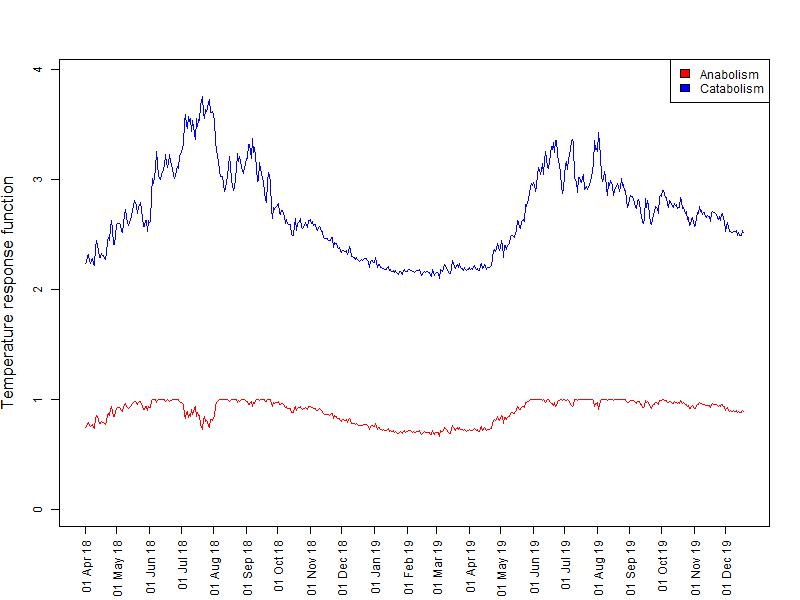 Temperature response function
4
3
2
1
0
Anabolism
Catabolism
01 Apr 18
01 May 18
01 Jun 18
01 Jul 18
01 Aug 18
01 Sep 18
01 Oct 18
01 Nov 18
01 Dec 18
01 Jan 19
01 Feb 19
01 Mar 19
01 Apr 19
01 May 19
01 Jun 19
01 Jul 19
01 Aug 19
01 Sep 19
01 Oct 19
01 Nov 19
01 Dec 19